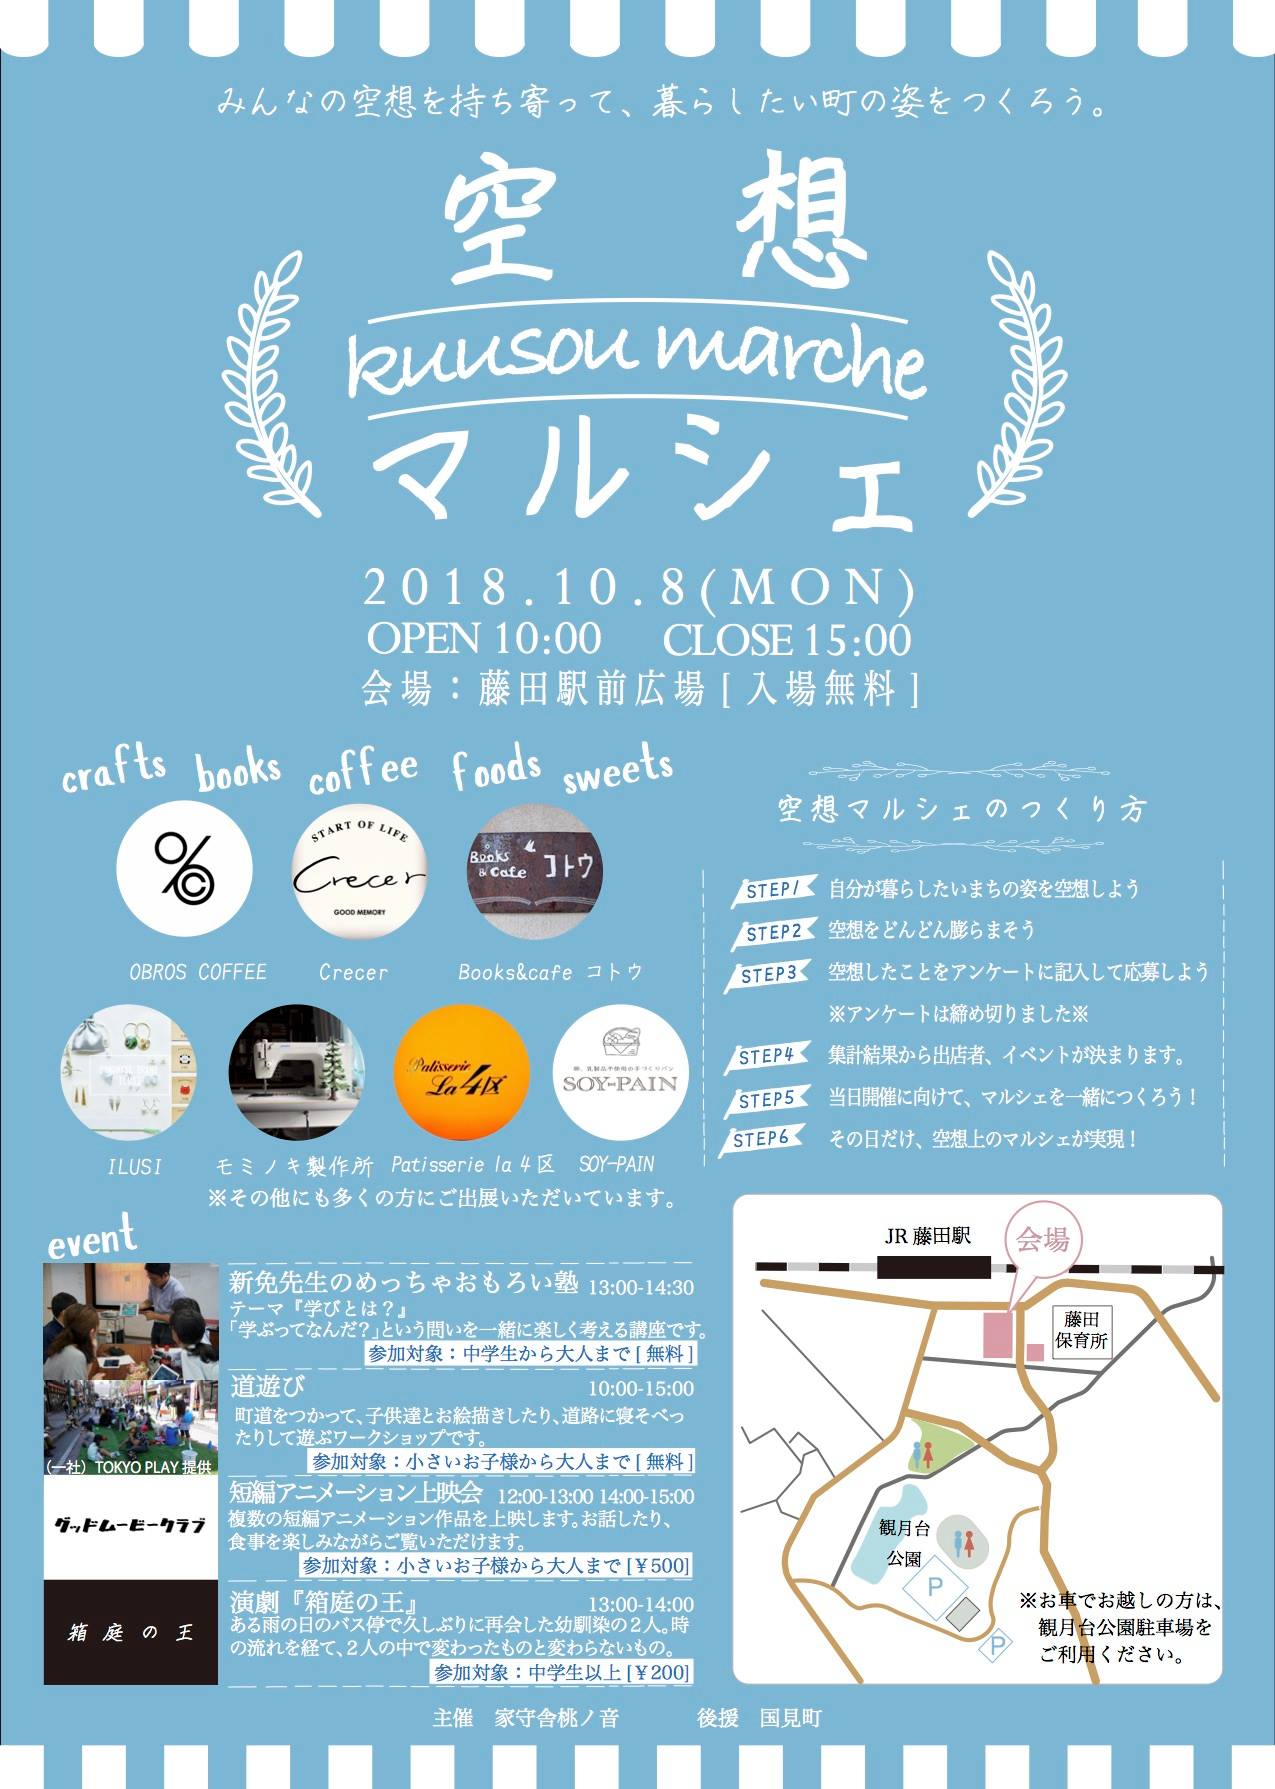 みんなの空想を持ち寄って、暮らしたい町の姿をつくろう。
空想
kuusou marche
マルシェ
2018.10.8(MON)
OPEN 10:00 CLOSE 15:00
会場：藤田駅前広場 [ 入場無料 ]
crafts books coffee foods sweets
START OF LIFE
Crecer
GOOD MEMORY
Books & Cafe コトウ
OBROS COFFEE Crecer Books&cafe コトウ
Patisserie La 4区
卵、乳製品不使用の手づくりパン
SOY-PAIN
ILUSI モミノキ製作所 Patisserie la 4区 SOY-PAIN
※その他にも多くの方にご出展いただいています。
空想マルシェのつくり方
STEP1 自分が暮らしたいまちの姿を空想しよう
STEP2 空想をどんどん膨らまそう
STEP3 空想したことをアンケートに記入して応募しよう
※アンケートは締め切りました※
STEP4 集計結果から出店者、イベントが決まります。
STEP5 当日開催に向けて、マルシェを一緒につくろう！
STEP6 その日だけ、空想上のマルシェが実現！
event
新免先生のめっちゃおもろい塾 13:00-14:30
テーマ『学びとは？』
「学ぶってなんだ？」という問いを一緒に楽しく考える講座です。
参加対象：中学生から大人まで [ 無料 ]
（一社）TOKYO PLAY 提供
道遊び 10:00-15:00
町道をつかって、子供達とお絵描きしたり、道路に寝そべっ
たりして遊ぶワークショップです。
参加対象：小さいお子様から大人まで [ 無料 ]
グッドムービークラブ
短編アニメーション上映会 12:00-13:00 14:00-15:00
複数の短編アニメーション作品を上映します。お話したり、
食事を楽しみながらご覧いただけます。
参加対象：小さいお子様から大人まで [￥500]
箱庭の王
演劇『箱庭の王』 13:00-14:00
ある雨の日のバス停で久しぶりに再会した幼馴染の２人。時
の流れを経て、２人の中で変わったものと変わらないもの。
参加対象：中学生以上 [￥200]
JR 藤田駅
会場
藤田
保育所
観月台
公園
P
P
※お車でお越しの方は、
観月台公園駐車場を
ご利用ください。
主催 家守舎桃ノ音 後援 国見町